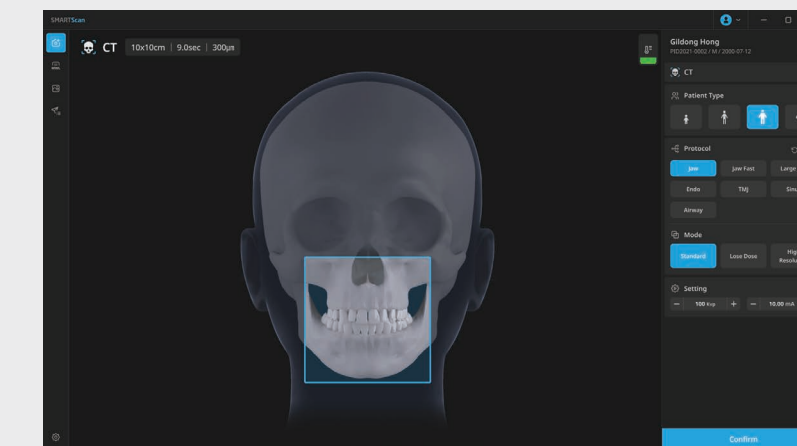 SMARTScan
CT 10x10cm | 9.0sec | 300μm
Gildong Hong
PID2021-0002 / M / 2000-07-12
CT
Patient Type
Protocol
Jaw Jaw Fast Large
Endo TMJ Sinu
Airway
Mode
Standard Lose Dose High Resolu
Setting
− 100 Kvp + − 10.00 mA
Confirm